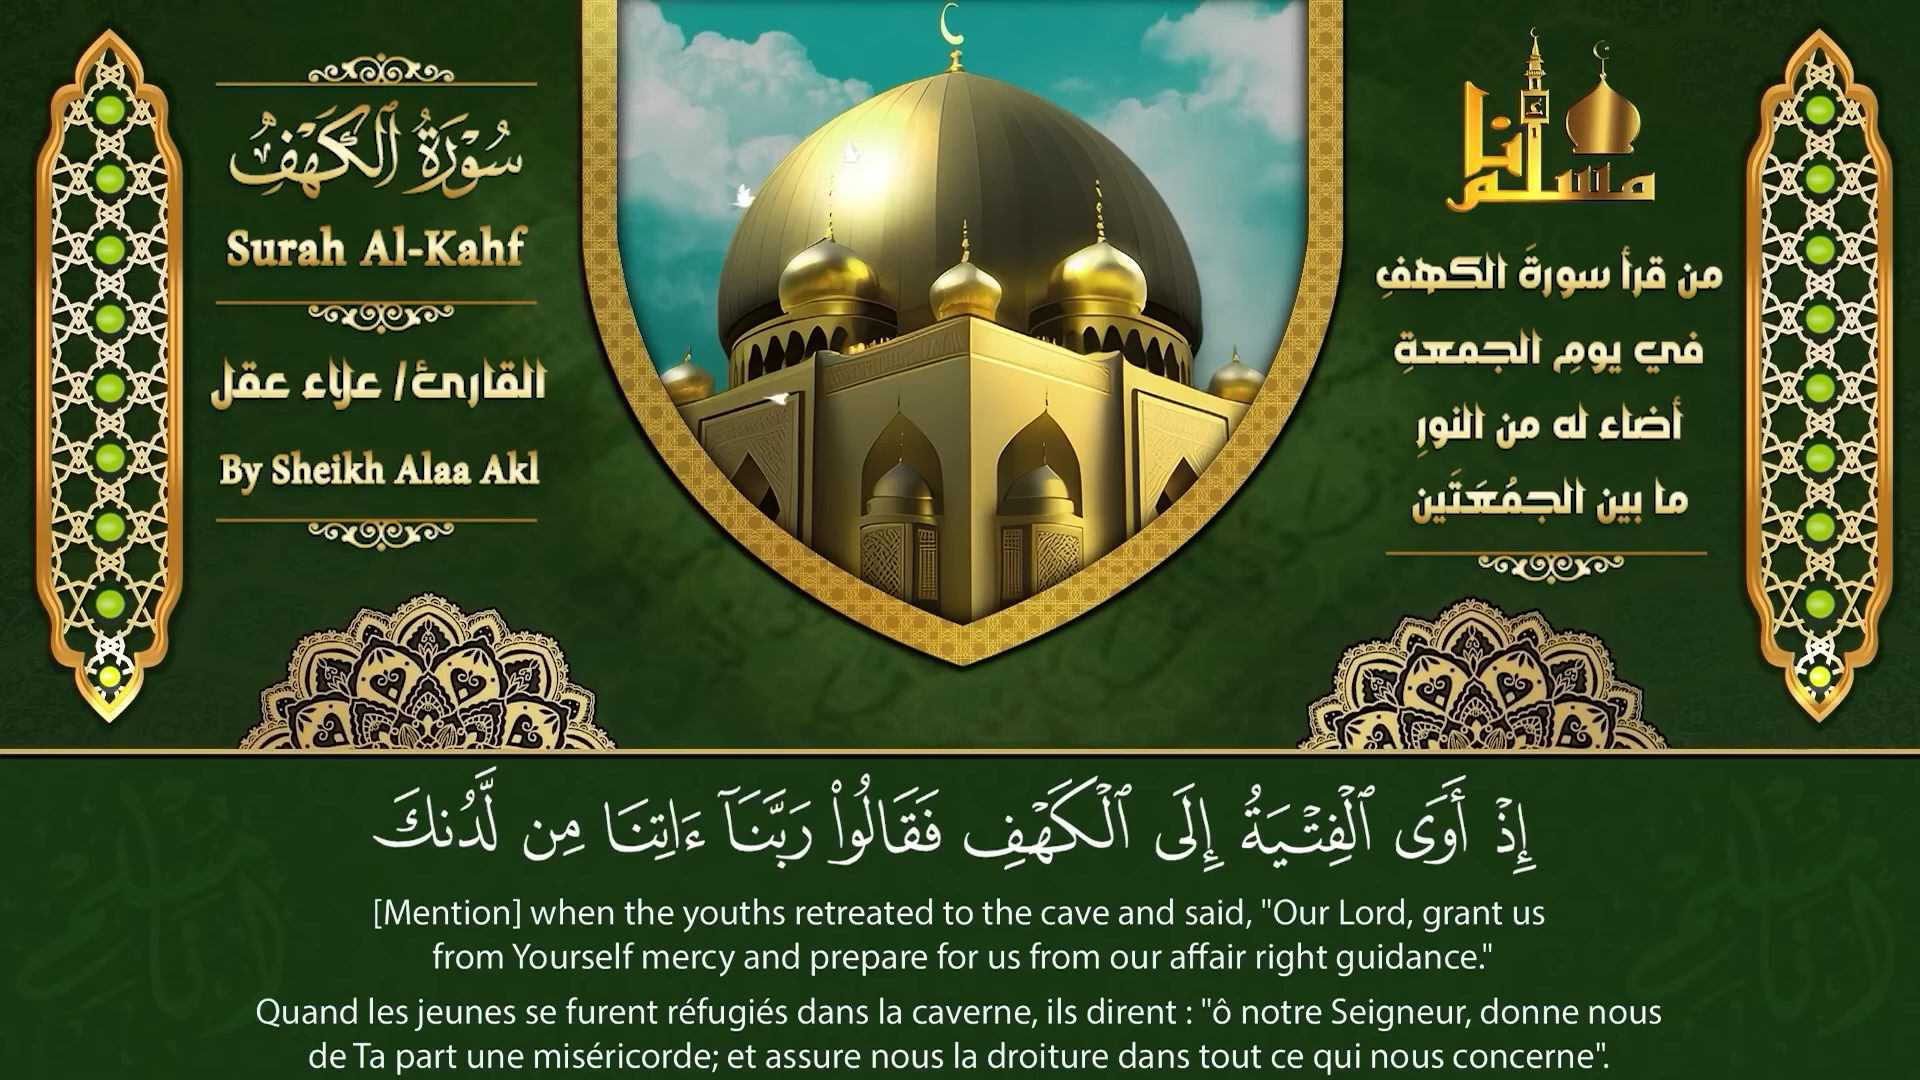 سُورَةُ ٱلكَهْفِ
Surah Al-Kahf
القارئ/ علاء عقل
By Sheikh Alaa Akl
أنا
مسلم
من قرأ سورةَ الكهفِ
في يومِ الجمعةِ
أضاء له من النورِ
ما بين الجمُعَتَين
إِذۡ أَوَى ٱلۡفِتۡيَةُ إِلَى ٱلۡكَهۡفِ فَقَالُواْ رَبَّنَآ ءَاتِنَا مِن لَّدُنكَ
[Mention] when the youths retreated to the cave and said, "Our Lord, grant us
from Yourself mercy and prepare for us from our affair right guidance."
Quand les jeunes se furent réfugiés dans la caverne, ils dirent : "ô notre Seigneur, donne nous
de Ta part une miséricorde; et assure nous la droiture dans tout ce qui nous concerne".